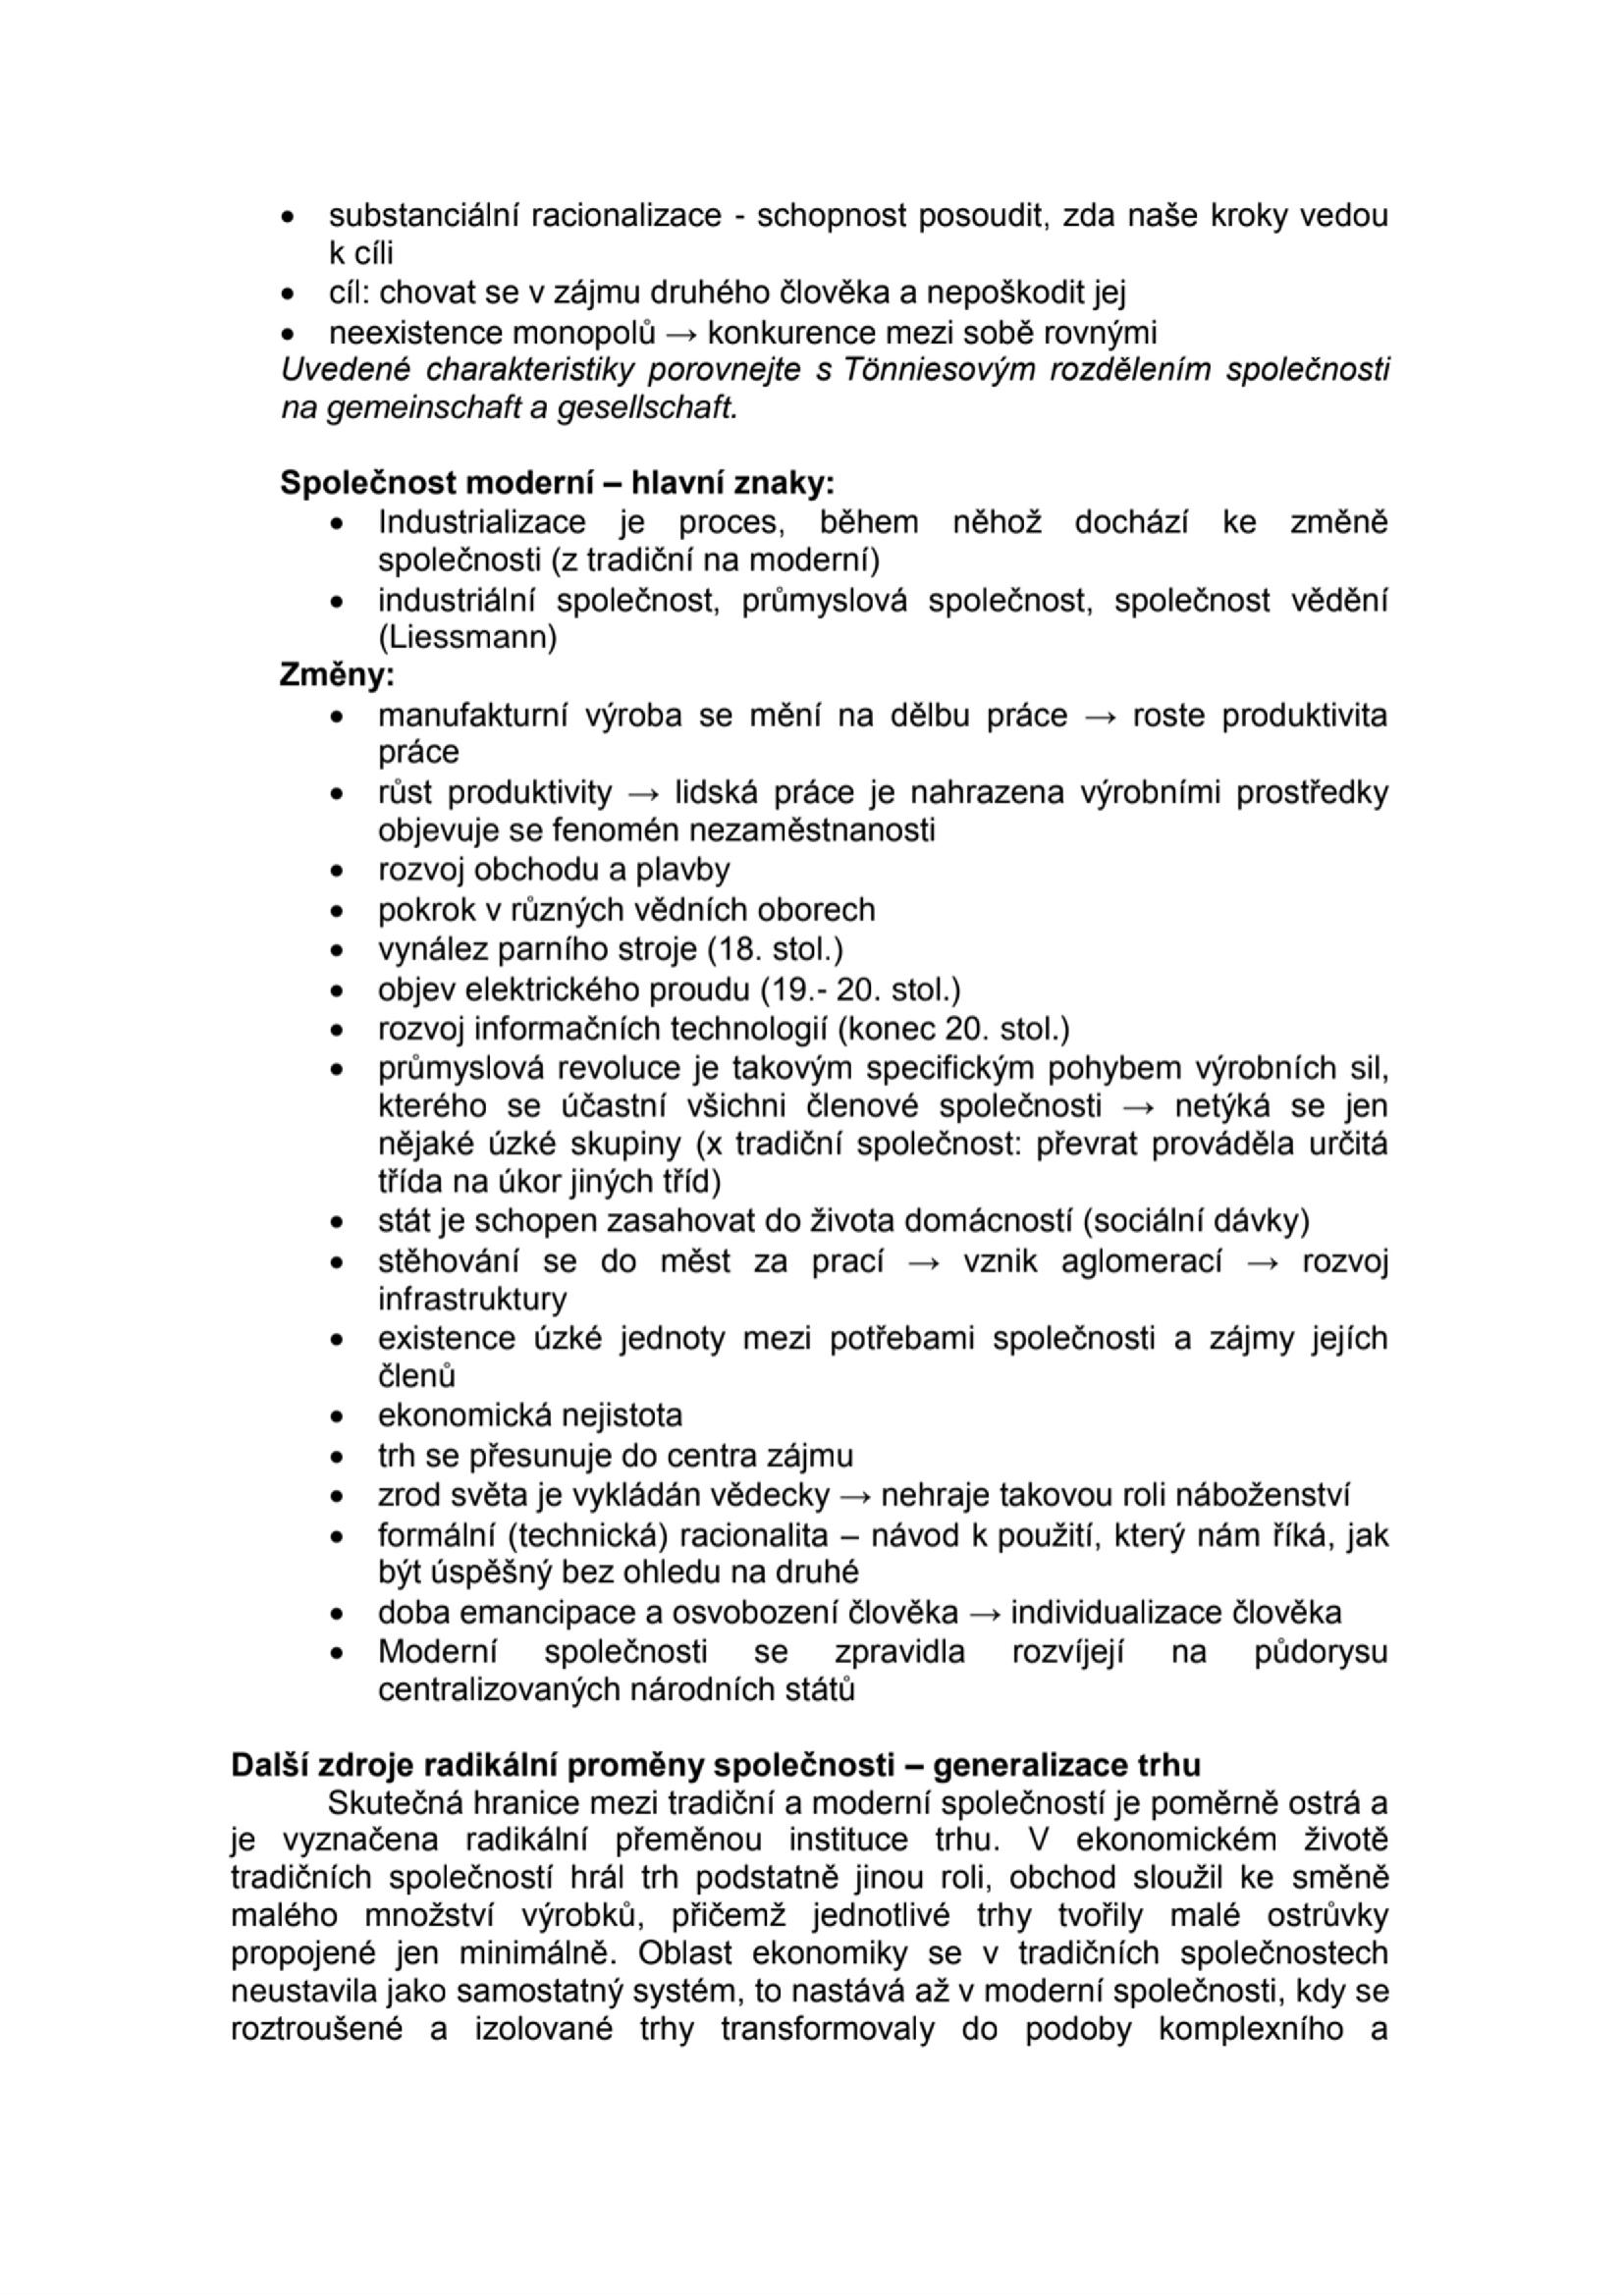 • substanciální racionalizace - schopnost posoudit, zda naše kroky vedou
k cíli
• cíl: chovat se v zájmu druhého člověka a nepoškodit jej
• neexistence monopolů → konkurence mezi sobě rovnými
Uvedené charakteristiky porovnejte s Tönniesovým rozdělením společnosti
na gemeinschaft a gesellschaft.
Společnost moderní – hlavní znaky:
• Industrializace je proces, během něhož dochází ke změně
společnosti (z tradiční na moderní)
• industriální společnost, průmyslová společnost, společnost vědění
(Liessmann)
Změny:
• manufakturní výroba se mění na dělbu práce → roste produktivita
práce
• růst produktivity → lidská práce je nahrazena výrobními prostředky
objevuje se fenomén nezaměstnanosti
• rozvoj obchodu a plavby
• pokrok v různých vědních oborech
• vynález parního stroje (18. stol.)
• objev elektrického proudu (19.- 20. stol.)
• rozvoj informačních technologií (konec 20. stol.)
• průmyslová revoluce je takovým specifickým pohybem výrobních sil,
kterého se účastní všichni členové společnosti → netýká se jen
nějaké úzké skupiny (x tradiční společnost: převrat prováděla určitá
třída na úkor jiných tříd)
• stát je schopen zasahovat do života domácností (sociální dávky)
• stěhování se do měst za prací → vznik aglomerací → rozvoj
infrastruktury
• existence úzké jednoty mezi potřebami společnosti a zájmy jejích
členů
• ekonomická nejistota
• trh se přesunuje do centra zájmu
• zrod světa je vykládán vědecky → nehraje takovou roli náboženství
• formální (technická) racionalita – návod k použití, který nám říká, jak
být úspěšný bez ohledu na druhé
• doba emancipace a osvobození člověka → individualizace člověka
• Moderní společnosti se zpravidla rozvíjejí na půdorysu
centralizovaných národních států
Další zdroje radikální proměny společnosti – generalizace trhu
Skutečná hranice mezi tradiční a moderní společností je poměrně ostrá a
je vyznačena radikální přeměnou instituce trhu. V ekonomickém životě
tradičních společností hrál trh podstatně jinou roli, obchod sloužil ke směně
malého množství výrobků, přičemž jednotlivé trhy tvořily malé ostrůvky
propojené jen minimálně. Oblast ekonomiky se v tradičních společnostech
neustavila jako samostatný systém, to nastává až v moderní společnosti, kdy se
roztroušené a izolované trhy transformovaly do podoby komplexního a